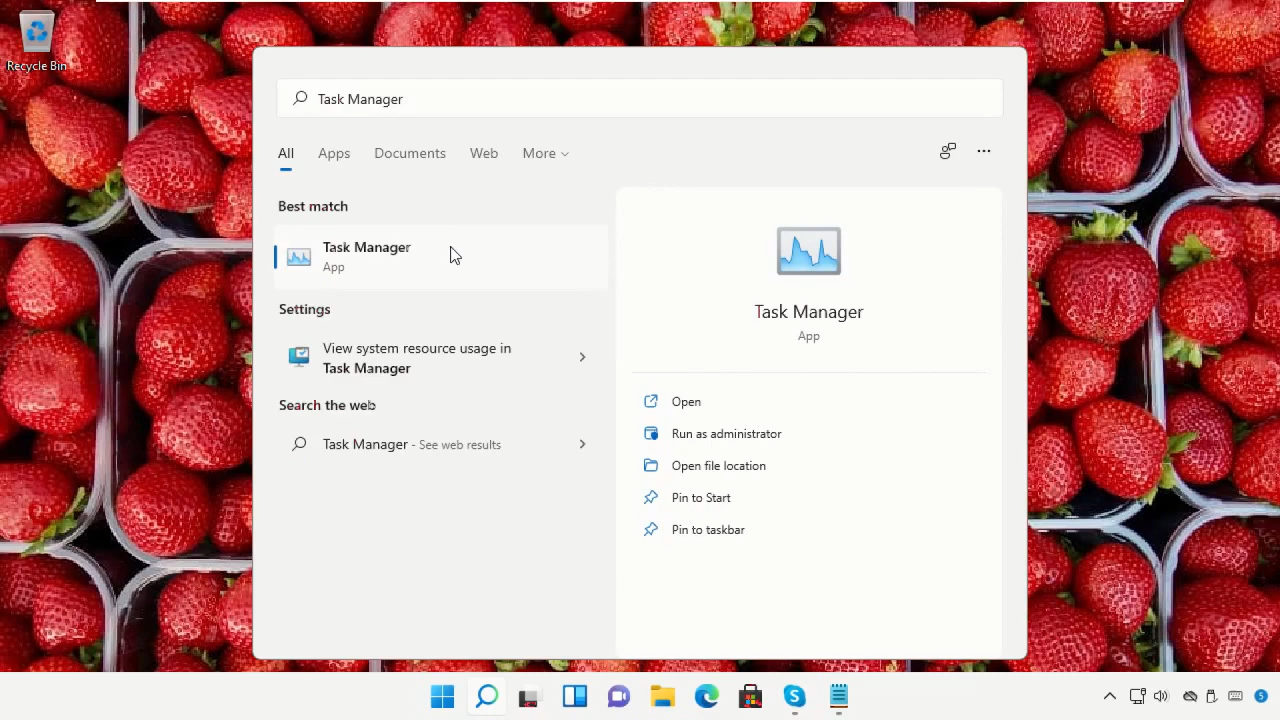 Recycle Bin
Task Manager
All Apps Documents Web More
Best match
Task Manager
App
Settings
View system resource usage in
Task Manager
Search the web
Task Manager - See web results
Task Manager
App
Open
Run as administrator
Open file location
Pin to Start
Pin to taskbar
5